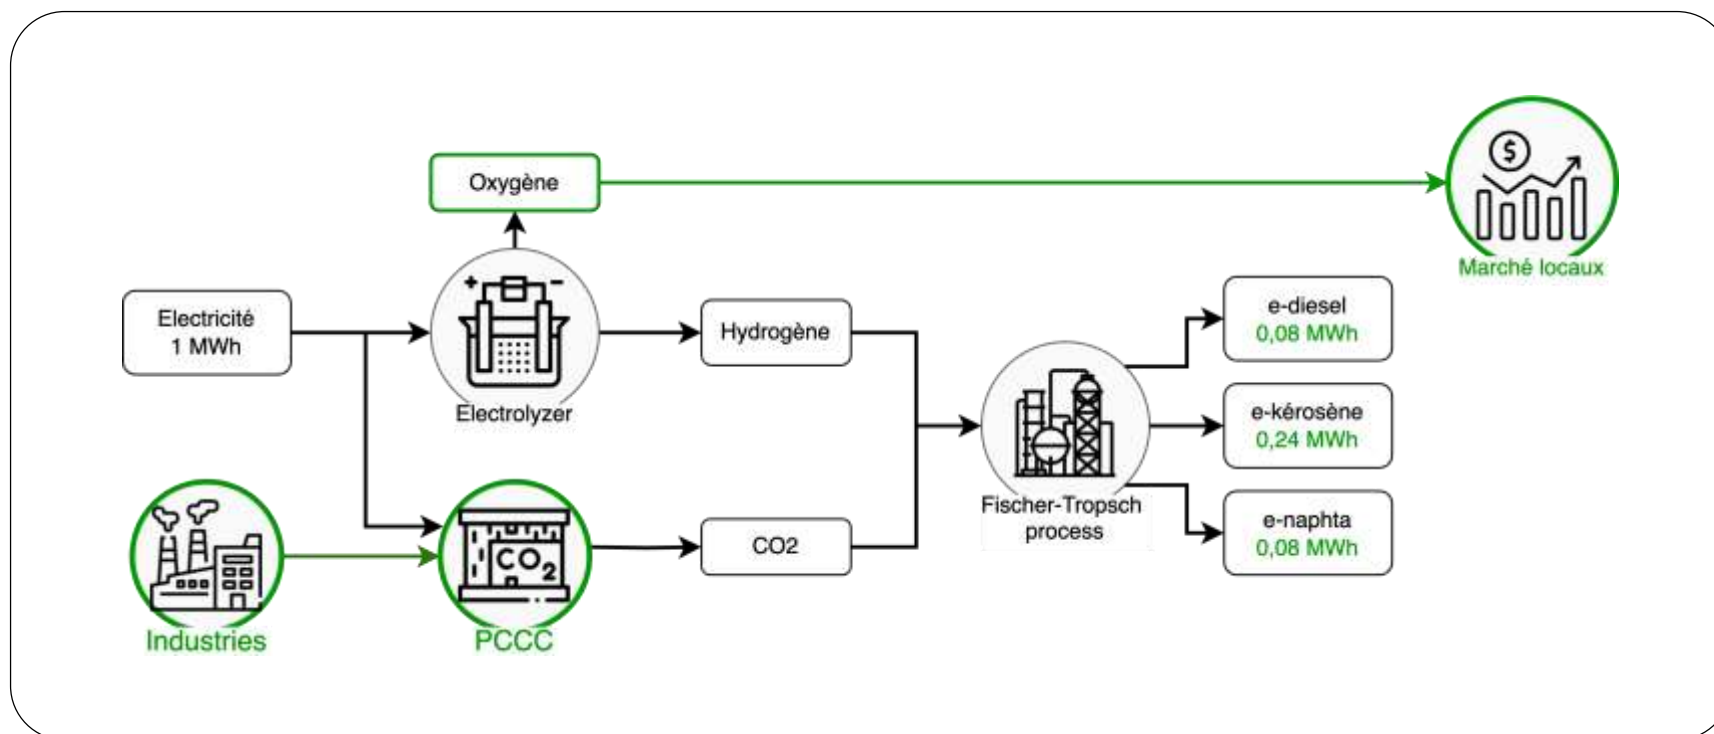 $
Oxygène
Marché locaux
+ −
Electricité
1 MWh
Electrolyzer
Hydrogène
e-diesel
0,08 MWh
e-kérosène
0,24 MWh
Fischer-Tropsch
process
e-naphta
0,08 MWh
CO2
CO2
Industries
PCCC